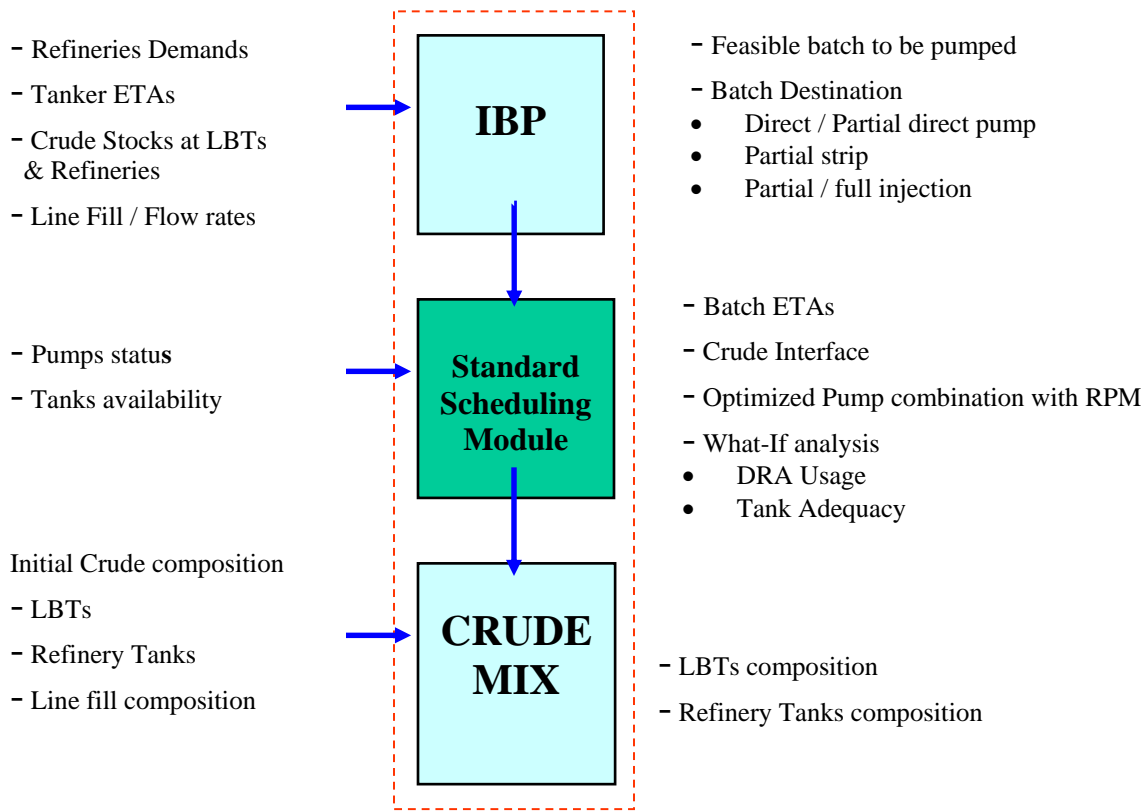 - Refineries Demands
- Tanker ETAs
- Crude Stocks at LBTs
& Refineries
- Line Fill / Flow rates
IBP
- Feasible batch to be pumped
- Batch Destination
• Direct / Partial direct pump
• Partial strip
• Partial / full injection
- Pumps status
- Tanks availability
Standard
Scheduling
Module
- Batch ETAs
- Crude Interface
- Optimized Pump combination with RPM
- What-If analysis
• DRA Usage
• Tank Adequacy
Initial Crude composition
- LBTs
- Refinery Tanks
- Line fill composition
CRUDE
MIX
- LBTs composition
- Refinery Tanks composition